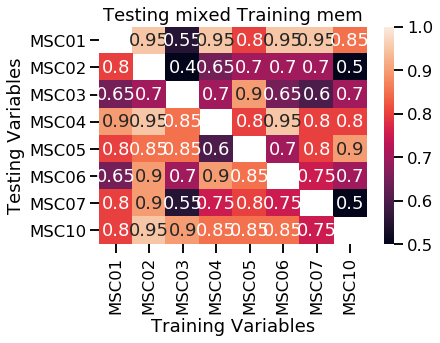 Testing mixed Training mem
MSC01 0.95 0.55 0.95 0.8 0.95 0.95 0.85
MSC02 0.8 0.4 0.65 0.7 0.7 0.7 0.5
MSC03 0.65 0.7 0.7 0.9 0.65 0.6 0.7
MSC04 0.9 0.95 0.85 0.8 0.95 0.8 0.8
MSC05 0.8 0.85 0.85 0.6 0.7 0.8 0.9
MSC06 0.65 0.9 0.7 0.9 0.85 0.75 0.7
MSC07 0.8 0.9 0.55 0.75 0.8 0.75 0.5
MSC10 0.8 0.95 0.9 0.85 0.85 0.85 0.75
MSC01 MSC02 MSC03 MSC04 MSC05 MSC06 MSC07 MSC10
Training Variables
Testing Variables
1.0
0.9
0.8
0.7
0.6
0.5